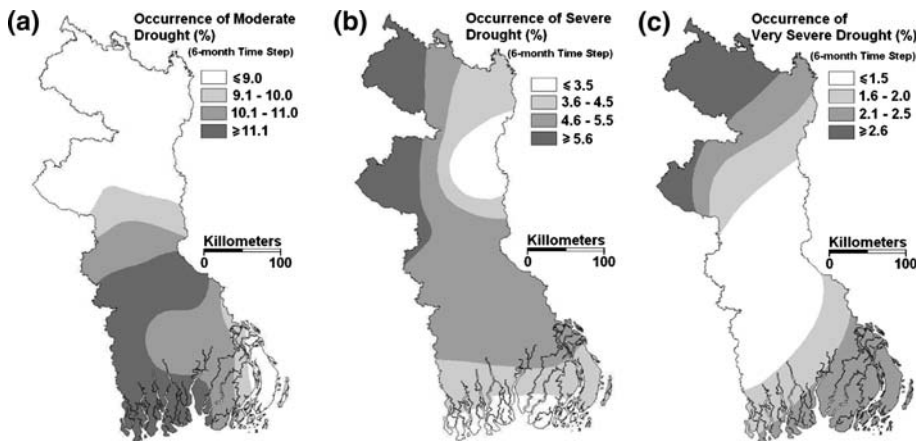 (a)
Occurrence of Moderate
Drought (%)
(6-month Time Step)
≤9.0
9.1 - 10.0
10.1 - 11.0
≥11.1
Killometers
0 100
(b)
Occurrence of Severe
Drought (%)
(6-month Time Step)
≤3.5
3.6 - 4.5
4.6 - 5.5
≥5.6
Killometers
0 100
(c)
Occurrence of
Very Severe Drought (%)
(6-month Time Step)
≤1.5
1.6 - 2.0
2.1 - 2.5
≥2.6
Killometers
0 100